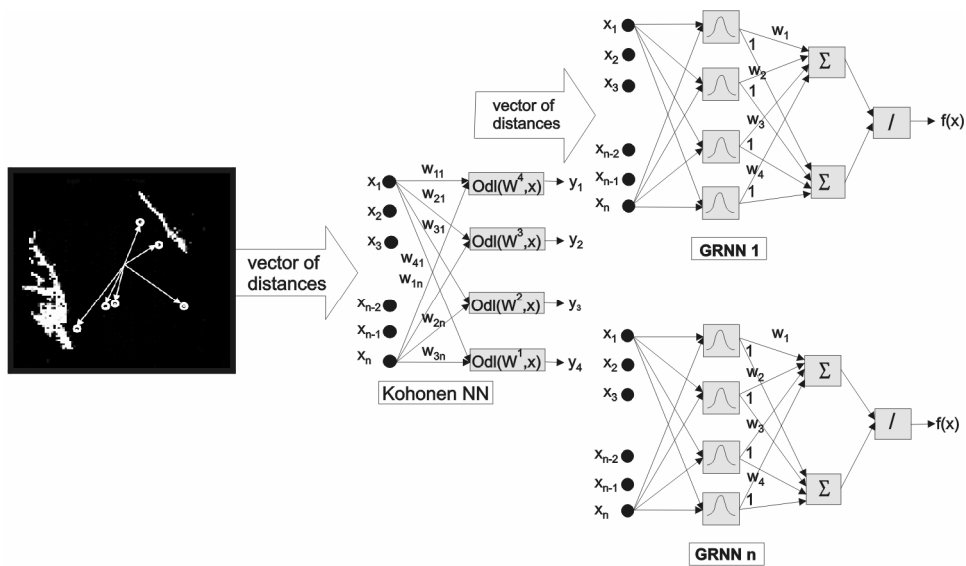 vector of
distances
x1
x2
x3
xn-2
xn-1
xn
w11
w21
w31
w41
w1n
w2n
w3n
Odl(W4,x)
Odl(W3,x)
Odl(W2,x)
Odl(W1,x)
y1
y2
y3
y4
Kohonen NN
vector of
distances
x1
x2
x3
xn-2
xn-1
xn
w1
1
w2
1
w3
1
w4
1
Σ
Σ
/
f(x)
GRNN 1
x1
x2
x3
xn-2
xn-1
xn
w1
1
w2
1
w3
1
w4
1
Σ
Σ
/
f(x)
GRNN n